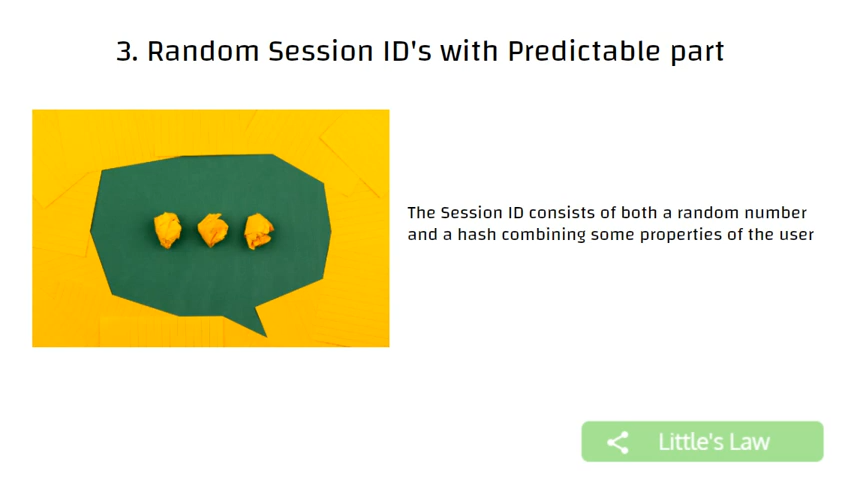 3. Random Session ID's with Predictable part
The Session ID consists of both a random number
and a hash combining some properties of the user
Little's Law